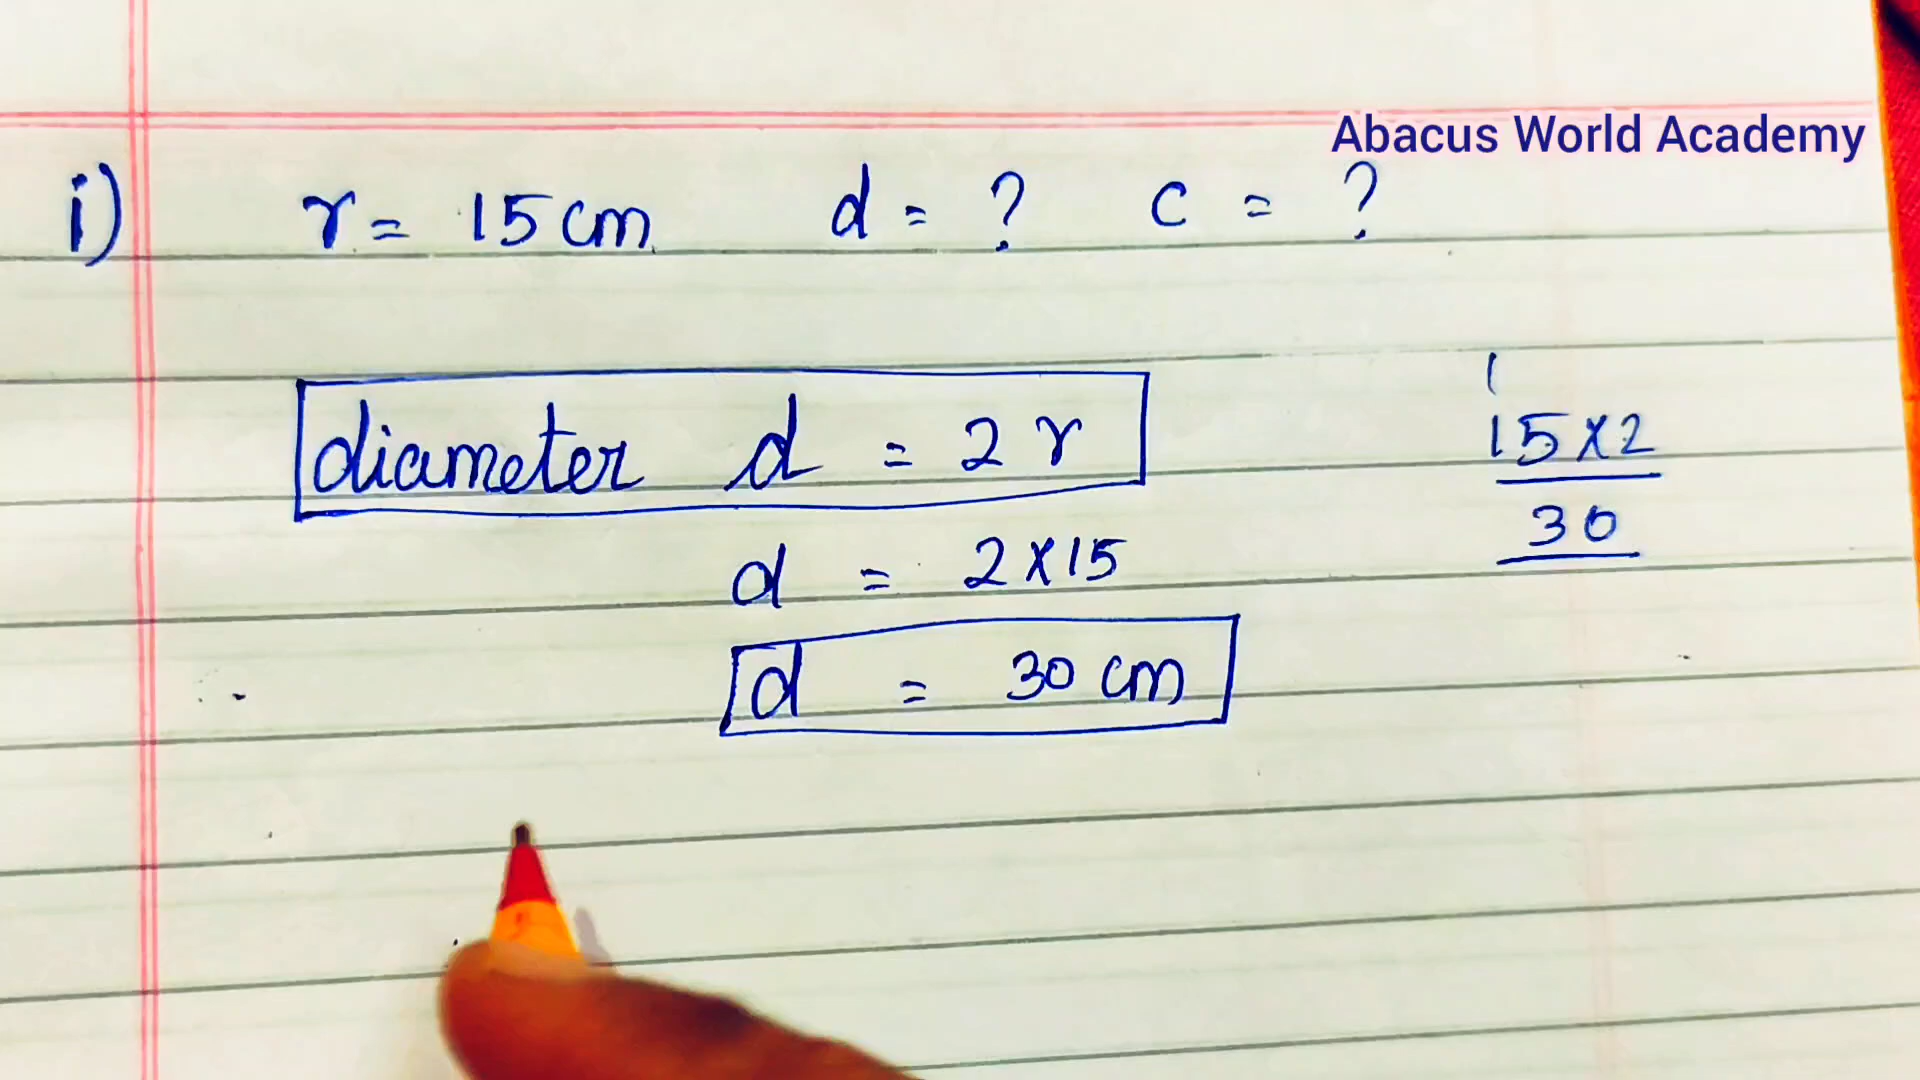 Abacus World Academy
i) r = 15 cm d = ? c = ?
diameter d = 2 r
1
15 x 2
30
d = 2 x 15
d = 30 cm